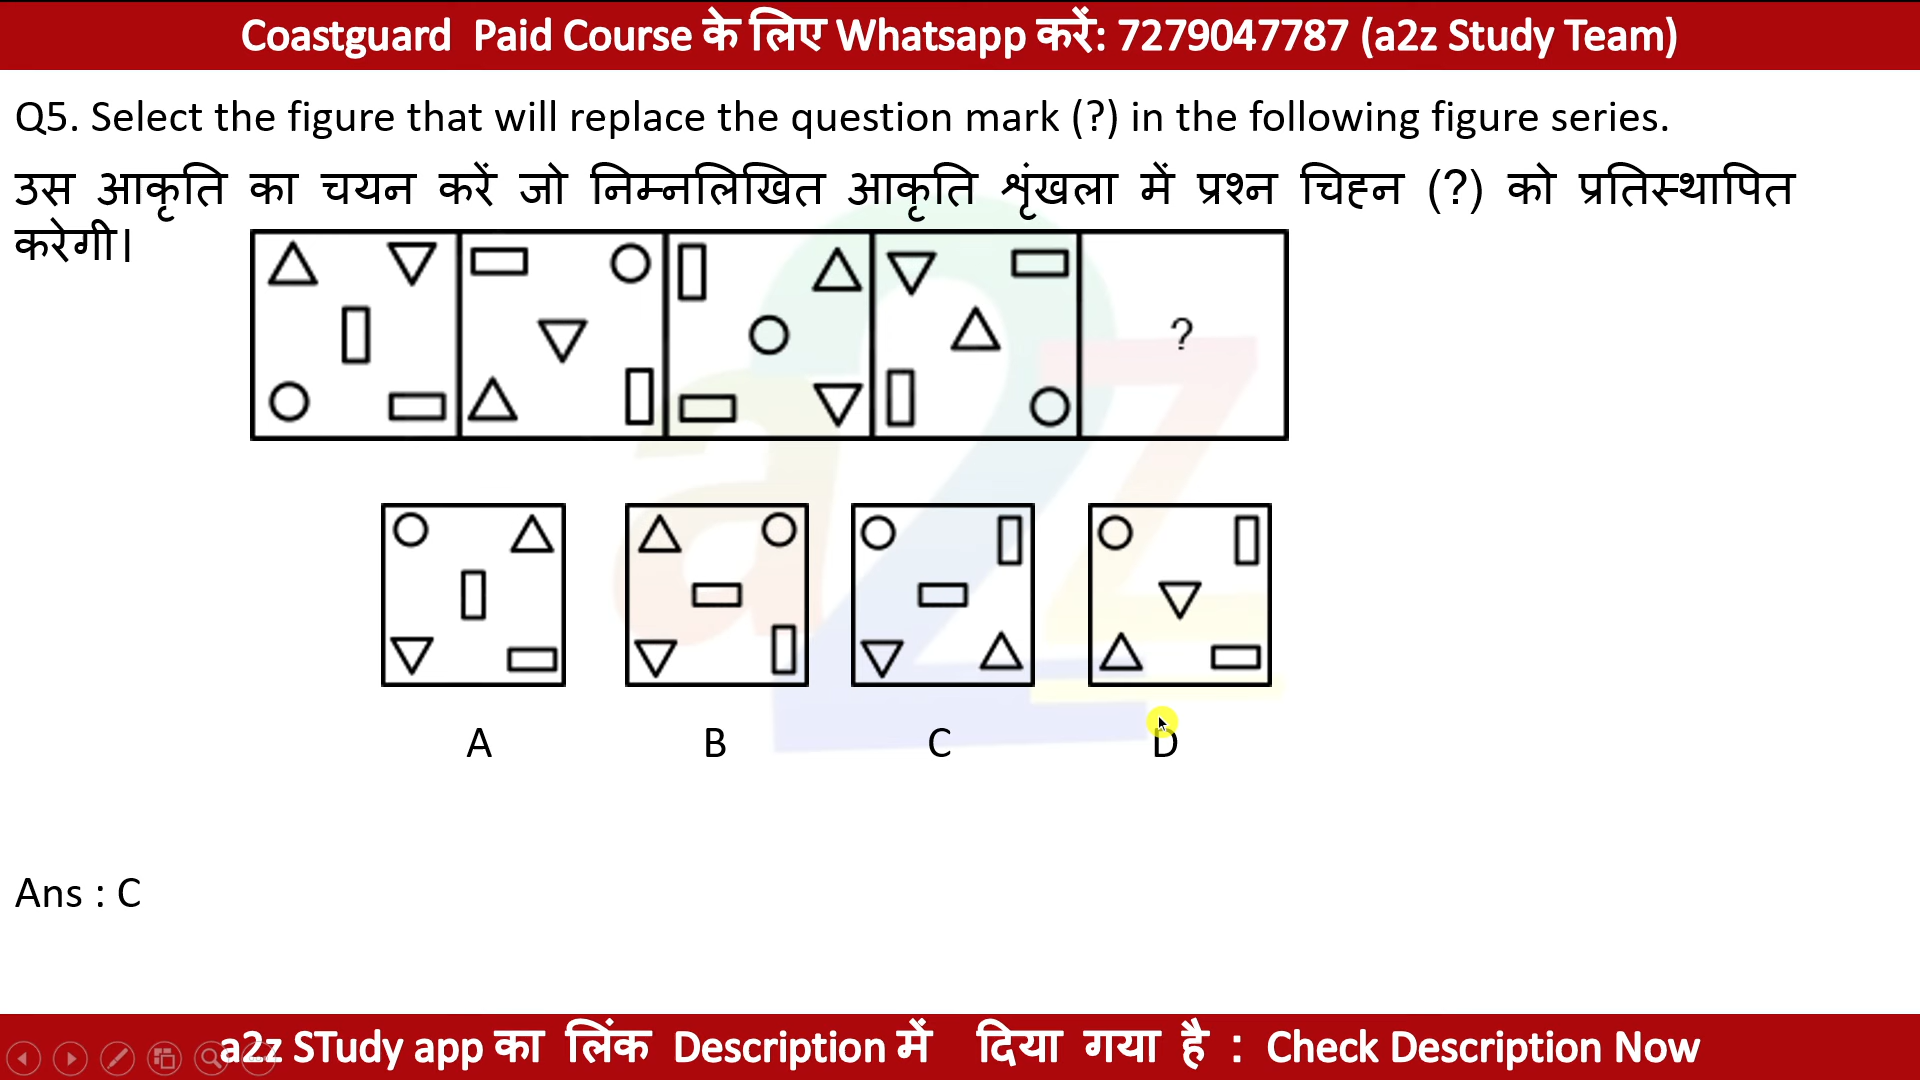 Coastguard Paid Course के लिए Whatsapp करें: 7279047787 (a2z Study Team)
Q5. Select the figure that will replace the question mark (?) in the following figure series.
उस आकृति का चयन करें जो निम्नलिखित आकृति शृंखला में प्रश्न चिह्न (?) को प्रतिस्थापित
करेगी।
?
a2z
A B C D
Ans : C
a2z STudy app का लिंक Description में दिया गया है : Check Description Now